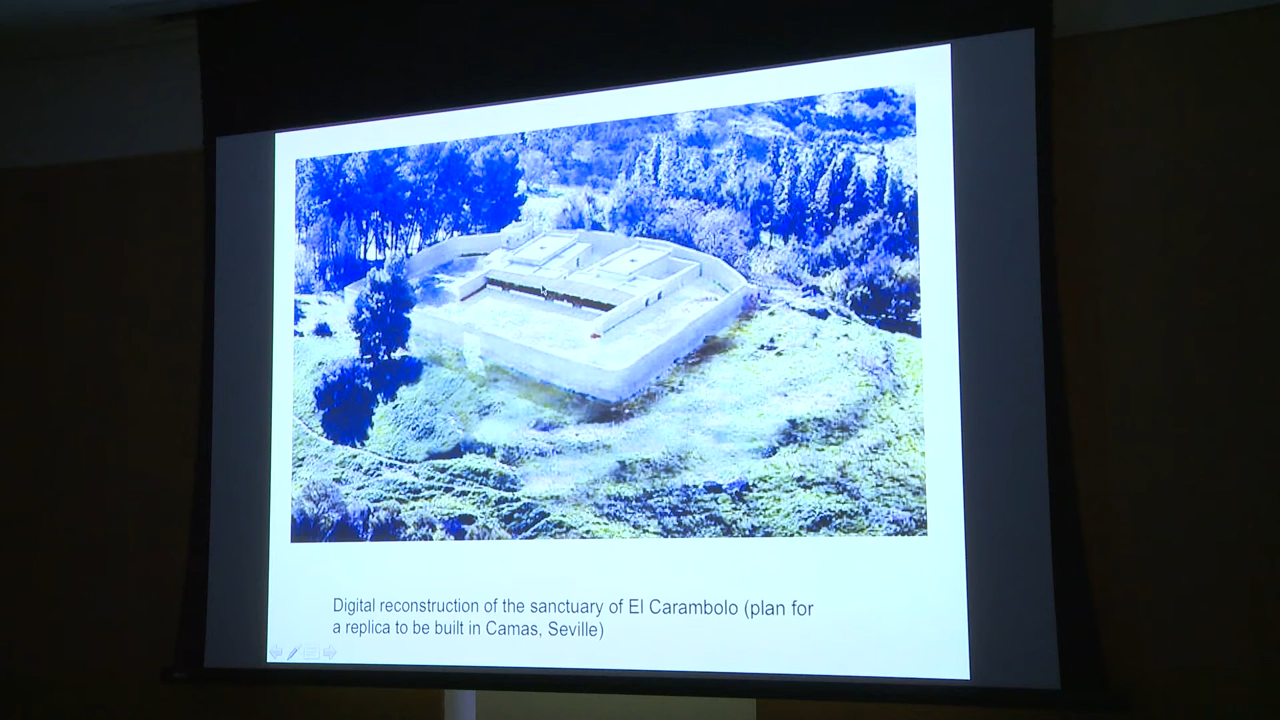 Digital reconstruction of the sanctuary of El Carambolo (plan for
a replica to be built in Camas, Seville)